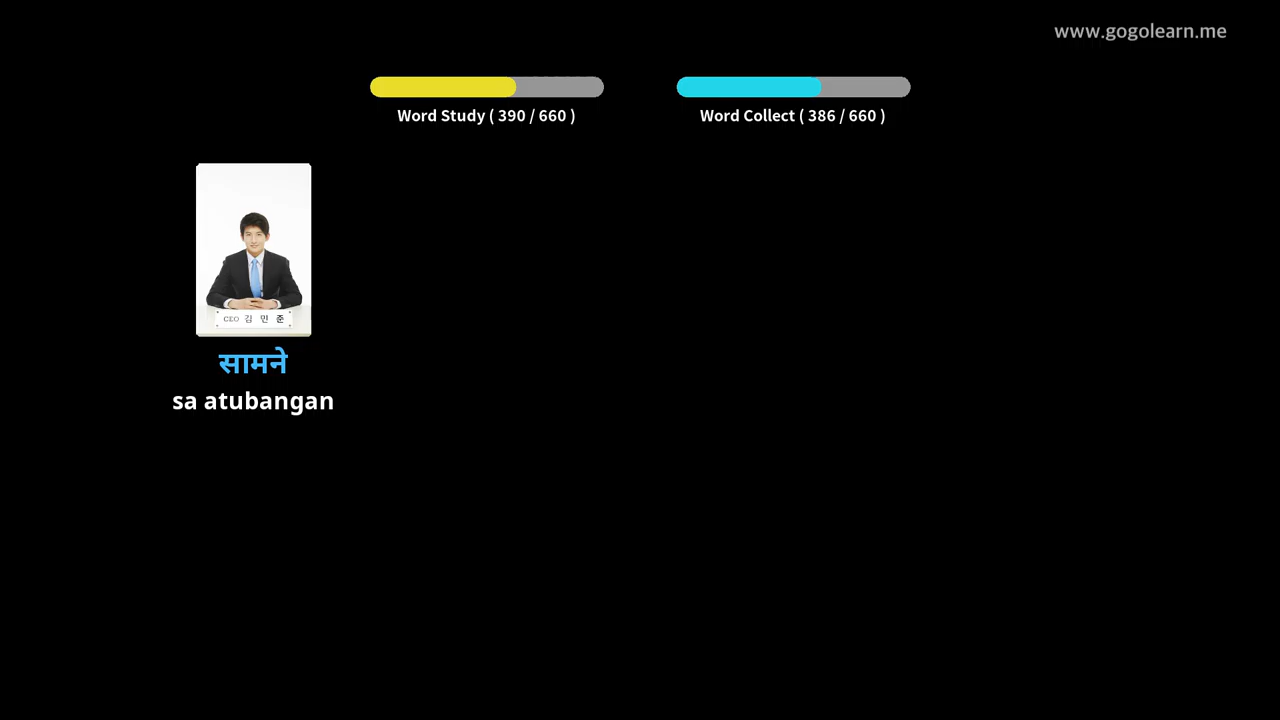 www.gogolearn.me
Word Study ( 390 / 660 )
Word Collect ( 386 / 660 )
CEO 김 민 준
सामने
sa atubangan